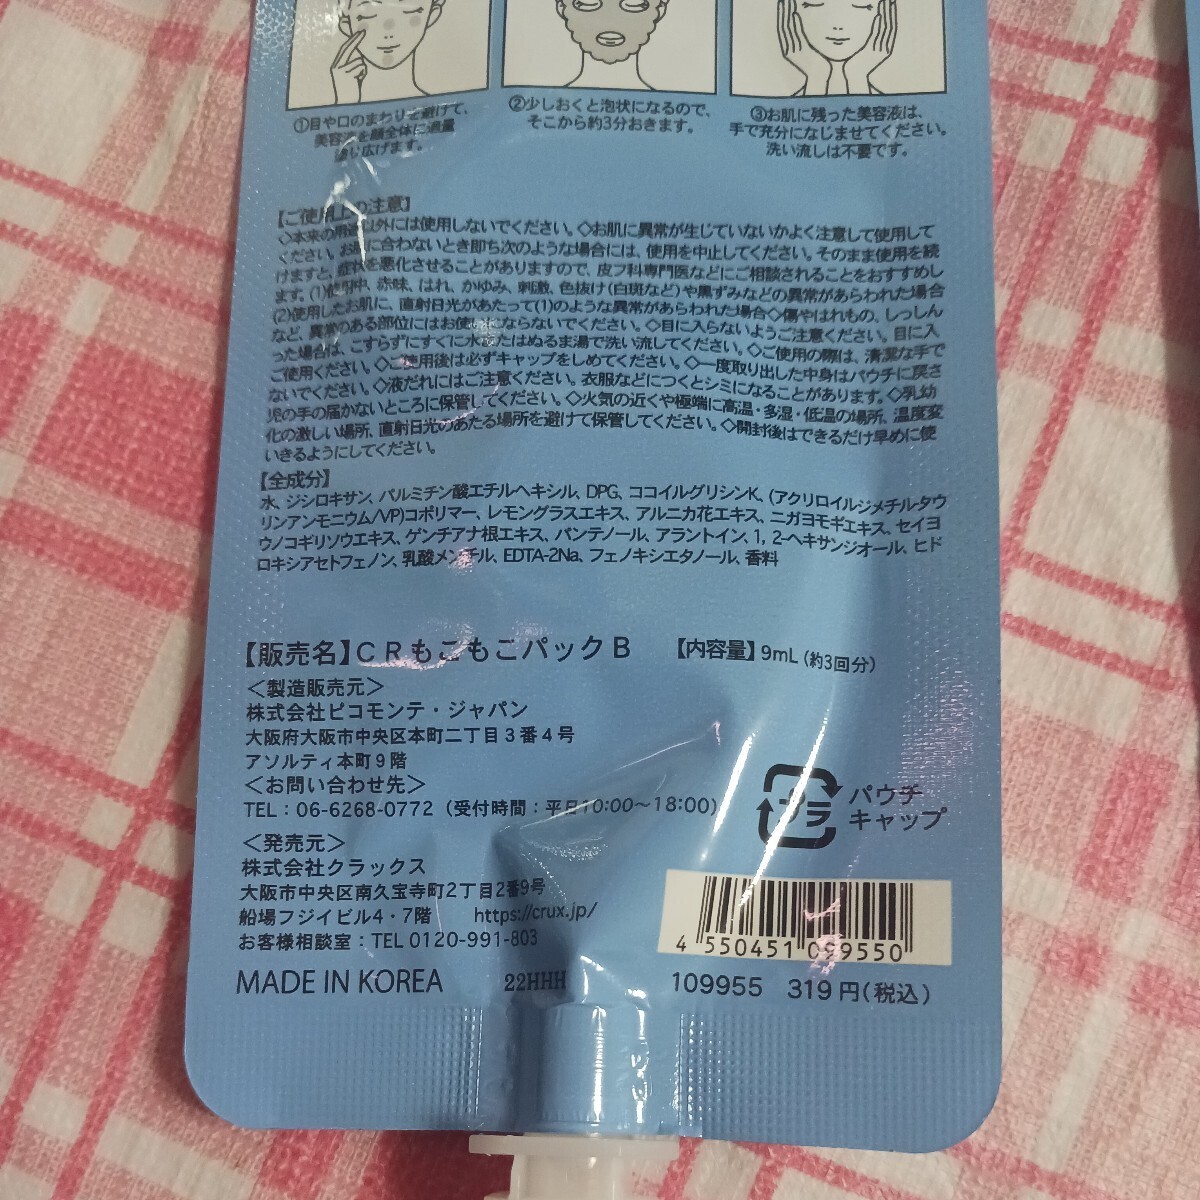 ①目や口のまわりを避けて、
美容液を顔全体に適量
塗り広げます。
②少しおくと泡状になるので、
そこから約3分おきます。
③お肌に残った美容液は、
手で充分になじませてください。
洗い流しは不要です。
【ご使用上の注意】
◇本来の用途以外には使用しないでください。◇お肌に異常が生じていないかよく注意して使用して
ください。お肌に合わないとき即ち次のような場合には、使用を中止してください。そのまま使用を続
けますと、症状を悪化させることがありますので、皮フ科専門医などにご相談されることをおすすめし
ます。(1)使用中、赤味、はれ、かゆみ、刺激、色抜け(白斑など)や黒ずみなどの異常があらわれた場合
(2)使用したお肌に、直射日光があたって(1)のような異常があらわれた場合◇傷やはれもの、しっしん
など、異常のある部位にはお使いにならないでください。◇目に入らないようご注意ください。目に入
った場合は、こすらずにすぐに水またはぬるま湯で洗い流してください。◇ご使用の際は、清潔な手で
ご使用ください。◇ご使用後は必ずキャップをしめてください。◇一度取り出した中身はパウチに戻さ
ないでください。◇液だれにはご注意ください。衣服などにつくとシミになることがあります。◇乳幼
児の手の届かないところに保管してください。◇火気の近くや極端に高温・多湿・低温の場所、温度変
化の激しい場所、直射日光のあたる場所を避けて保管してください。◇開封後はできるだけ早めに使
いきるようにしてください。
【全成分】
水、ジシロキサン、パルミチン酸エチルヘキシル、DPG、ココイルグリシンK、(アクリロイルジメチルタウ
リンアンモニウム/VP)コポリマー、レモングラスエキス、アルニカ花エキス、ニガヨモギエキス、セイヨ
ウノコギリソウエキス、ゲンチアナ根エキス、パンテノール、アラントイン、1, 2-ヘキサンジオール、ヒド
ロキシアセトフェノン、乳酸メンチル、EDTA-2Na、フェノキシエタノール、香料
【販売名】CRもこもこパックB 【内容量】9mL(約3回分)
＜製造販売元＞
株式会社ピコモンテ・ジャパン
大阪府大阪市中央区本町二丁目3番4号
アソルティ本町9階
＜お問い合わせ先＞
TEL：06-6268-0772（受付時間：平日10:00〜18:00）
プラ
パウチ
キャップ
＜発売元＞
株式会社クラックス
大阪市中央区南久宝寺町2丁目2番9号
船場フジイビル4・7階 https://crux.jp/
お客様相談室：TEL 0120-991-803
4 550451 099550
MADE IN KOREA 22HHH 109955 319円(税込)